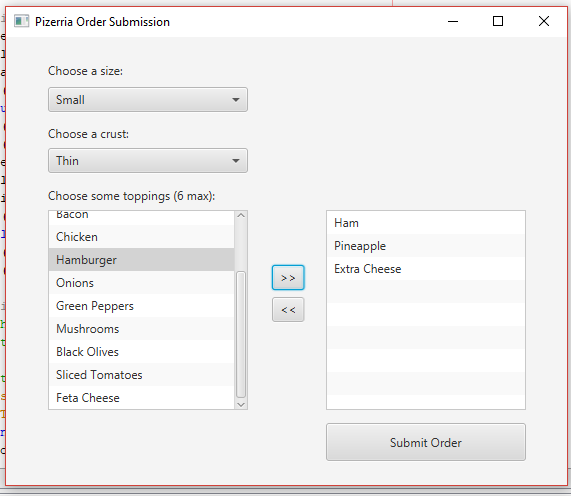 Pizerria Order Submission
Choose a size:
Small
Choose a crust:
Thin
Choose some toppings (6 max):
Bacon
Chicken
Hamburger
Onions
Green Peppers
Mushrooms
Black Olives
Sliced Tomatoes
Feta Cheese
>>
<<
Ham
Pineapple
Extra Cheese
Submit Order